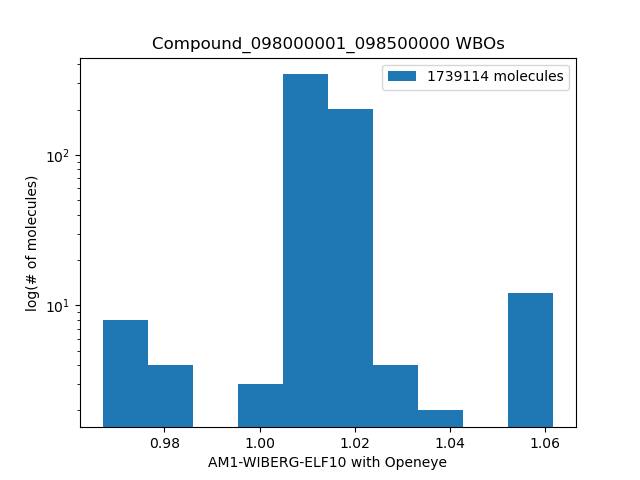 Compound_098000001_098500000 WBOs
1739114 molecules
log(# of molecules)
10²
10¹
0.98 1.00 1.02 1.04 1.06
AM1-WIBERG-ELF10 with Openeye